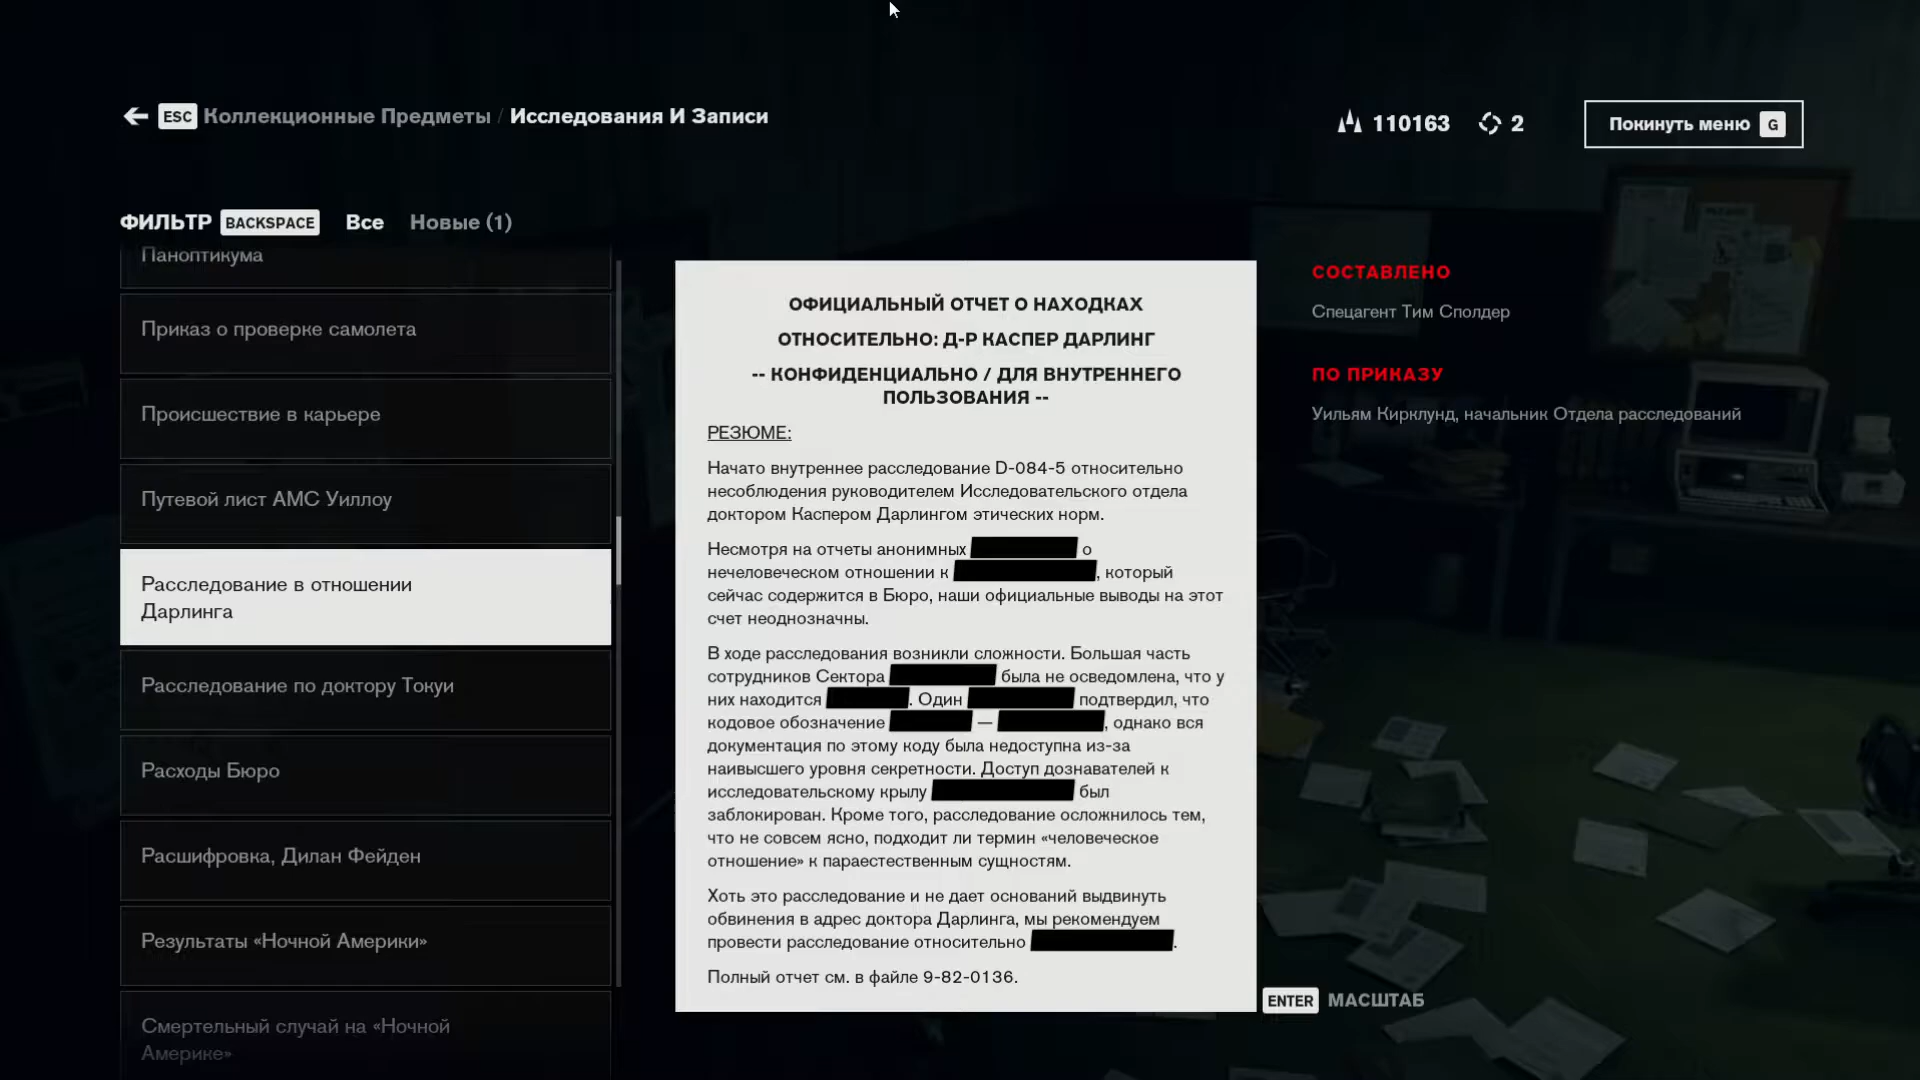 ESC Коллекционные Предметы / Исследования И Записи
110163 2
Покинуть меню G
ФИЛЬТР BACKSPACE Все Новые (1)
Паноптикума
Приказ о проверке самолета
Происшествие в карьере
Путевой лист АМС Уиллоу
Расследование в отношении
Дарлинга
Расследование по доктору Токуи
Расходы Бюро
Расшифровка, Дилан Фейден
Результаты «Ночной Америки»
Смертельный случай на «Ночной
Америке»
ОФИЦИАЛЬНЫЙ ОТЧЕТ О НАХОДКАХ
ОТНОСИТЕЛЬНО: Д-Р КАСПЕР ДАРЛИНГ
-- КОНФИДЕНЦИАЛЬНО / ДЛЯ ВНУТРЕННЕГО
ПОЛЬЗОВАНИЯ --
РЕЗЮМЕ:
Начато внутреннее расследование D-084-5 относительно
несоблюдения руководителем Исследовательского отдела
доктором Каспером Дарлингом этических норм.
Несмотря на отчеты анонимных о
нечеловеческом отношении к , который
сейчас содержится в Бюро, наши официальные выводы на этот
счет неоднозначны.
В ходе расследования возникли сложности. Большая часть
сотрудников Сектора была не осведомлена, что у
них находится . Один подтвердил, что
кодовое обозначение — , однако вся
документация по этому коду была недоступна из-за
наивысшего уровня секретности. Доступ дознавателей к
исследовательскому крылу был
заблокирован. Кроме того, расследование осложнилось тем,
что не совсем ясно, подходит ли термин «человеческое
отношение» к параестественным сущностям.
Хоть это расследование и не дает оснований выдвинуть
обвинения в адрес доктора Дарлинга, мы рекомендуем
провести расследование относительно .
Полный отчет см. в файле 9-82-0136.
СОСТАВЛЕНО
Спецагент Тим Сполдер
ПО ПРИКАЗУ
Уильям Кирклунд, начальник Отдела расследований
ENTER МАСШТАБ